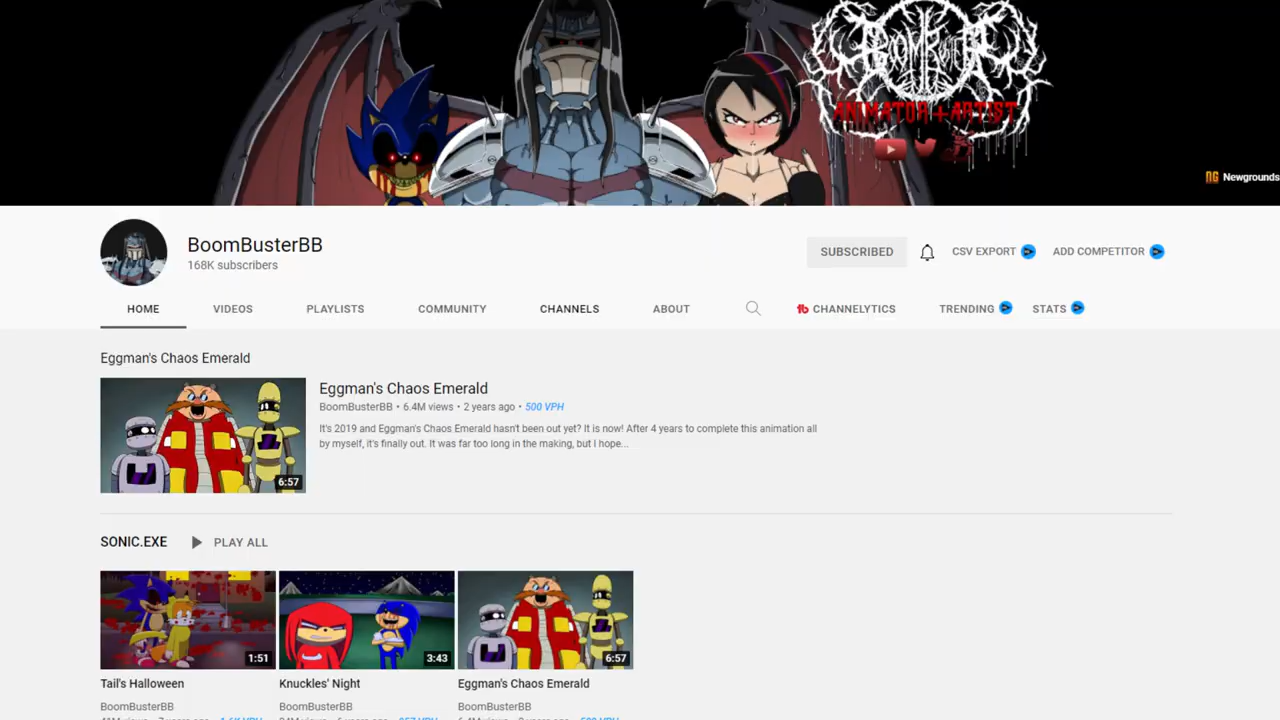 BOOMBUSTER
ANIMATOR + ARTIST
NG Newgrounds
BoomBusterBB
168K subscribers
SUBSCRIBED
CSV EXPORT
ADD COMPETITOR
HOME
VIDEOS
PLAYLISTS
COMMUNITY
CHANNELS
ABOUT
tb CHANNELYTICS
TRENDING
STATS
Eggman's Chaos Emerald
6:57
Eggman's Chaos Emerald
BoomBusterBB • 6.4M views • 2 years ago • 500 VPH
It's 2019 and Eggman's Chaos Emerald hasn't been out yet? It is now! After 4 years to complete this animation all
by myself, it's finally out. It was far too long in the making, but I hope...
SONIC.EXE
PLAY ALL
1:51
3:43
6:57
Tail's Halloween
Knuckles' Night
Eggman's Chaos Emerald
BoomBusterBB
BoomBusterBB
BoomBusterBB